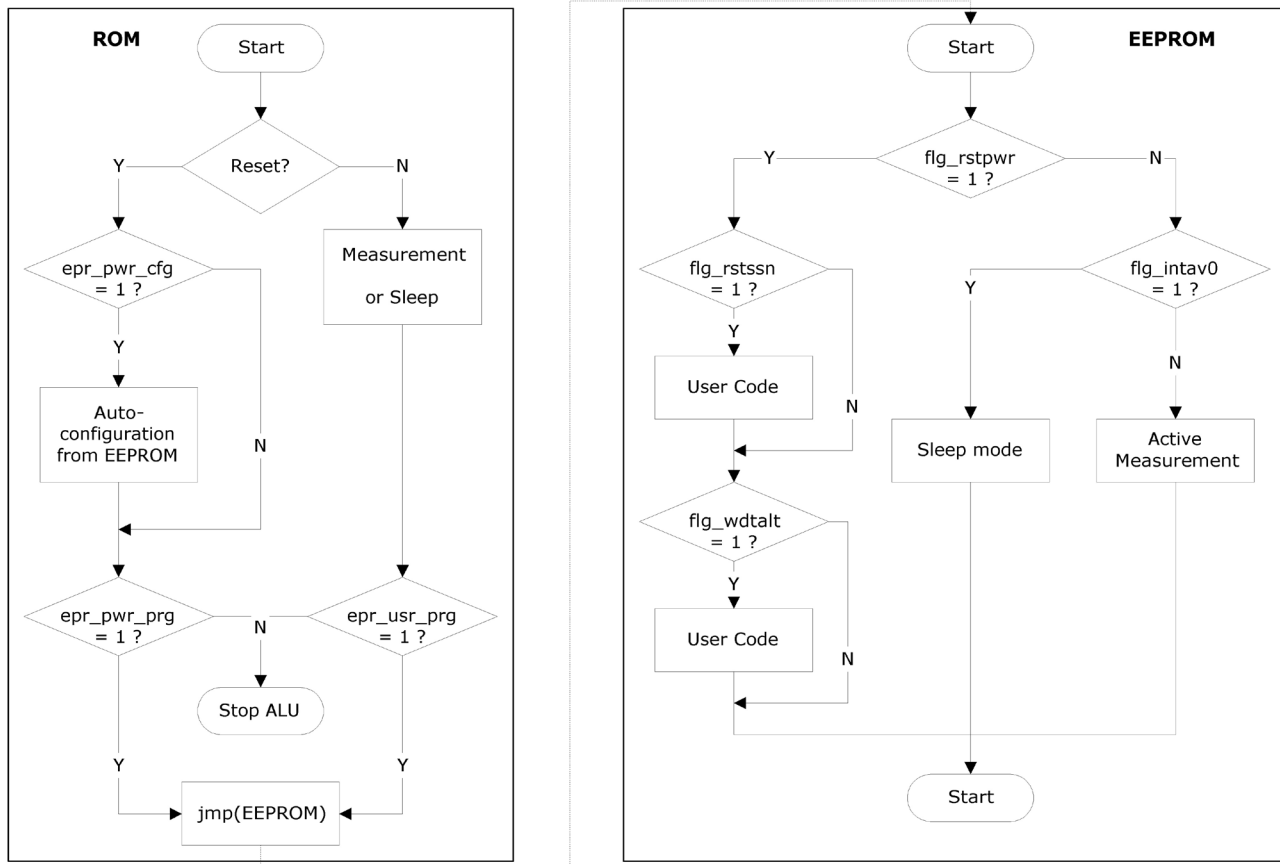 ROM
Start
Reset?
Y
N
epr_pwr_cfg
= 1 ?
Measurement
or Sleep
Y
Auto-
configuration
from EEPROM
N
epr_pwr_prg
= 1 ?
N
epr_usr_prg
= 1 ?
Stop ALU
Y
Y
jmp(EEPROM)
EEPROM
Start
flg_rstpwr
= 1 ?
Y
N
flg_rstssn
= 1 ?
flg_intav0
= 1 ?
Y
Y
N
User Code
N
Sleep mode
Active
Measurement
flg_wdtalt
= 1 ?
Y
User Code
N
Start